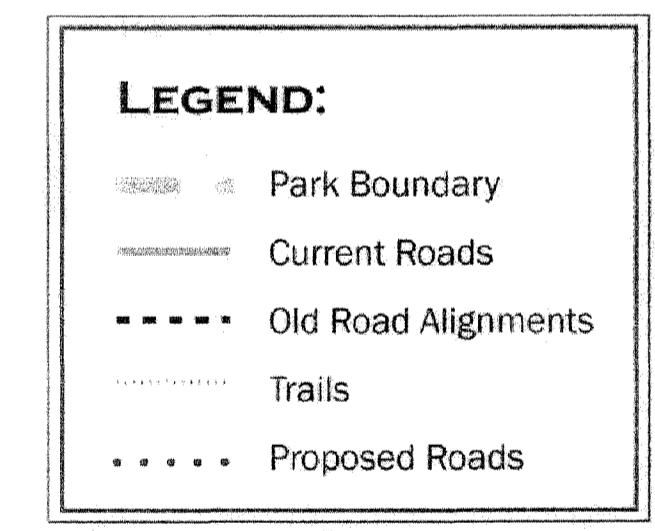 LEGEND:
Park Boundary
Current Roads
Old Road Alignments
Trails
Proposed Roads